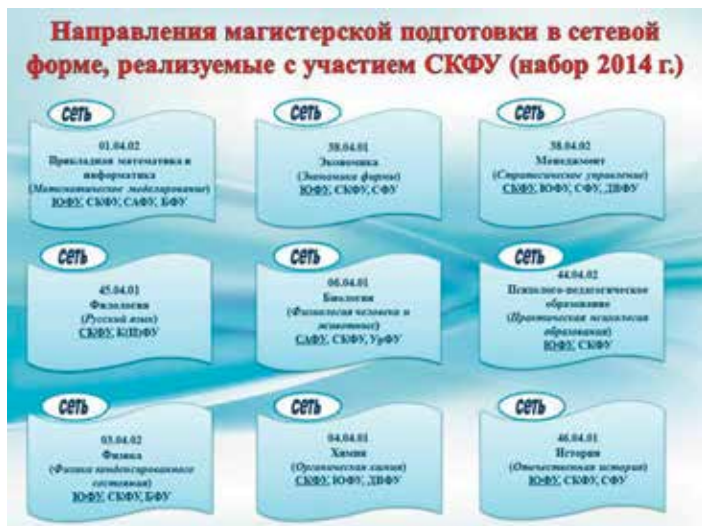 Направления магистерской подготовки в сетевой
форме, реализуемые с участием СКФУ (набор 2014 г.)
сеть
01.04.02
Прикладная математика и
информатика
(Математическое моделирование)
ЮФУ, СКФУ, САФУ, БФУ
сеть
38.04.01
Экономика
(Экономика фирмы)
ЮФУ, СКФУ, СФУ
сеть
38.04.02
Менеджмент
(Стратегическое управление)
СКФУ, ЮФУ, СФУ, ДВФУ
сеть
45.04.01
Филология
(Русский язык)
СКФУ, К(П)ФУ
сеть
06.04.01
Биология
(Физиология человека и
животных)
САФУ, СКФУ, УрФУ
сеть
44.04.02
Психолого-педагогическое
образование
(Практическая психология
образования)
ЮФУ, СКФУ
сеть
03.04.02
Физика
(Физика конденсированного
состояния)
ЮФУ, СКФУ, БФУ
сеть
04.04.01
Химия
(Органическая химия)
СКФУ, ЮФУ, ДВФУ
сеть
46.04.01
История
(Отечественная история)
ЮФУ, СКФУ, СФУ